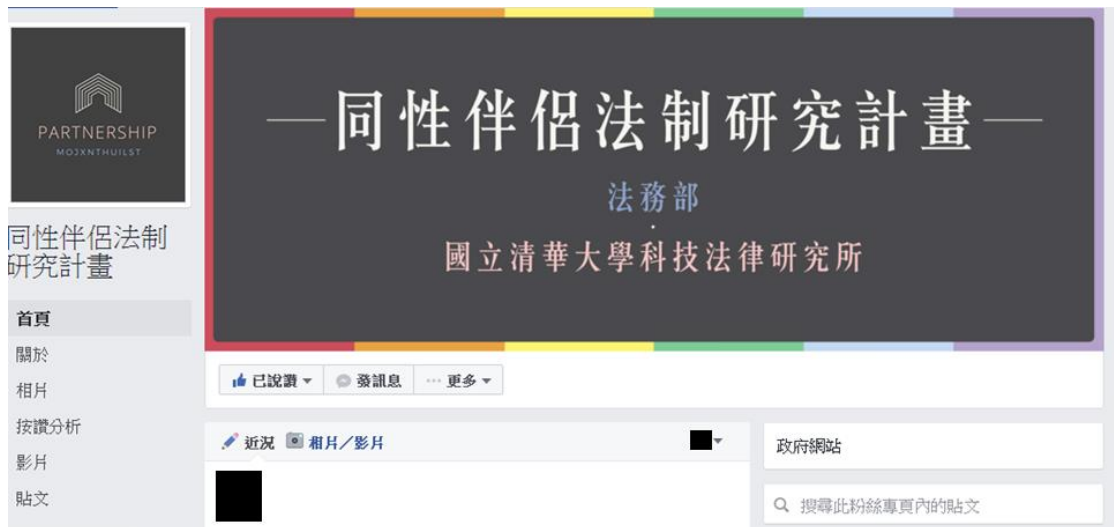 PARTNERSHIP
MOJXNTHUILST
同性伴侶法制
研究計畫
首頁
關於
相片
按讚分析
影片
貼文
—同性伴侶法制研究計畫—
法務部
·
國立清華大學科技法律研究所
已說讚
發訊息
··· 更多
近況 相片／影片
政府網站
搜尋此粉絲專頁內的貼文